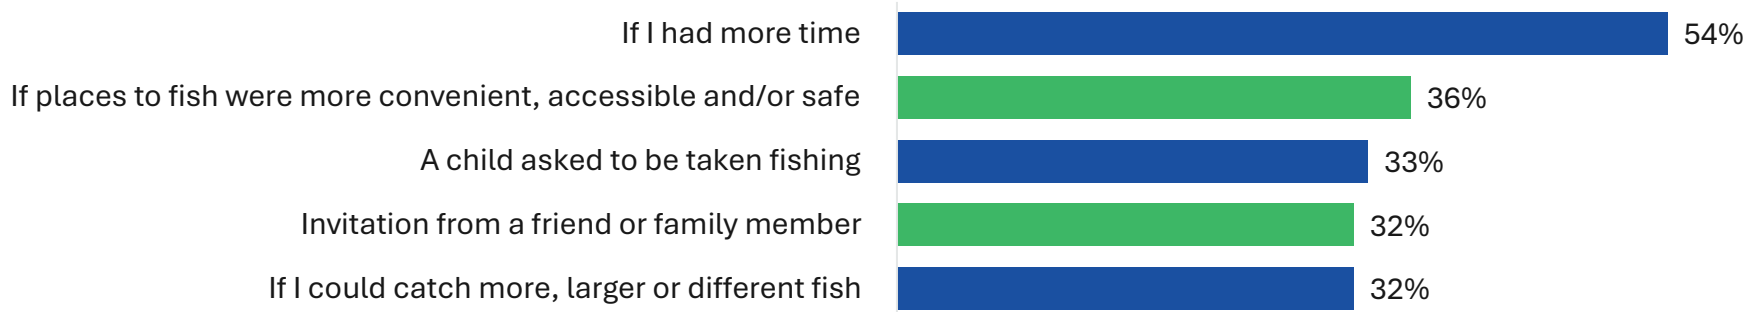 If I had more time 54%
If places to fish were more convenient, accessible and/or safe 36%
A child asked to be taken fishing 33%
Invitation from a friend or family member 32%
If I could catch more, larger or different fish 32%